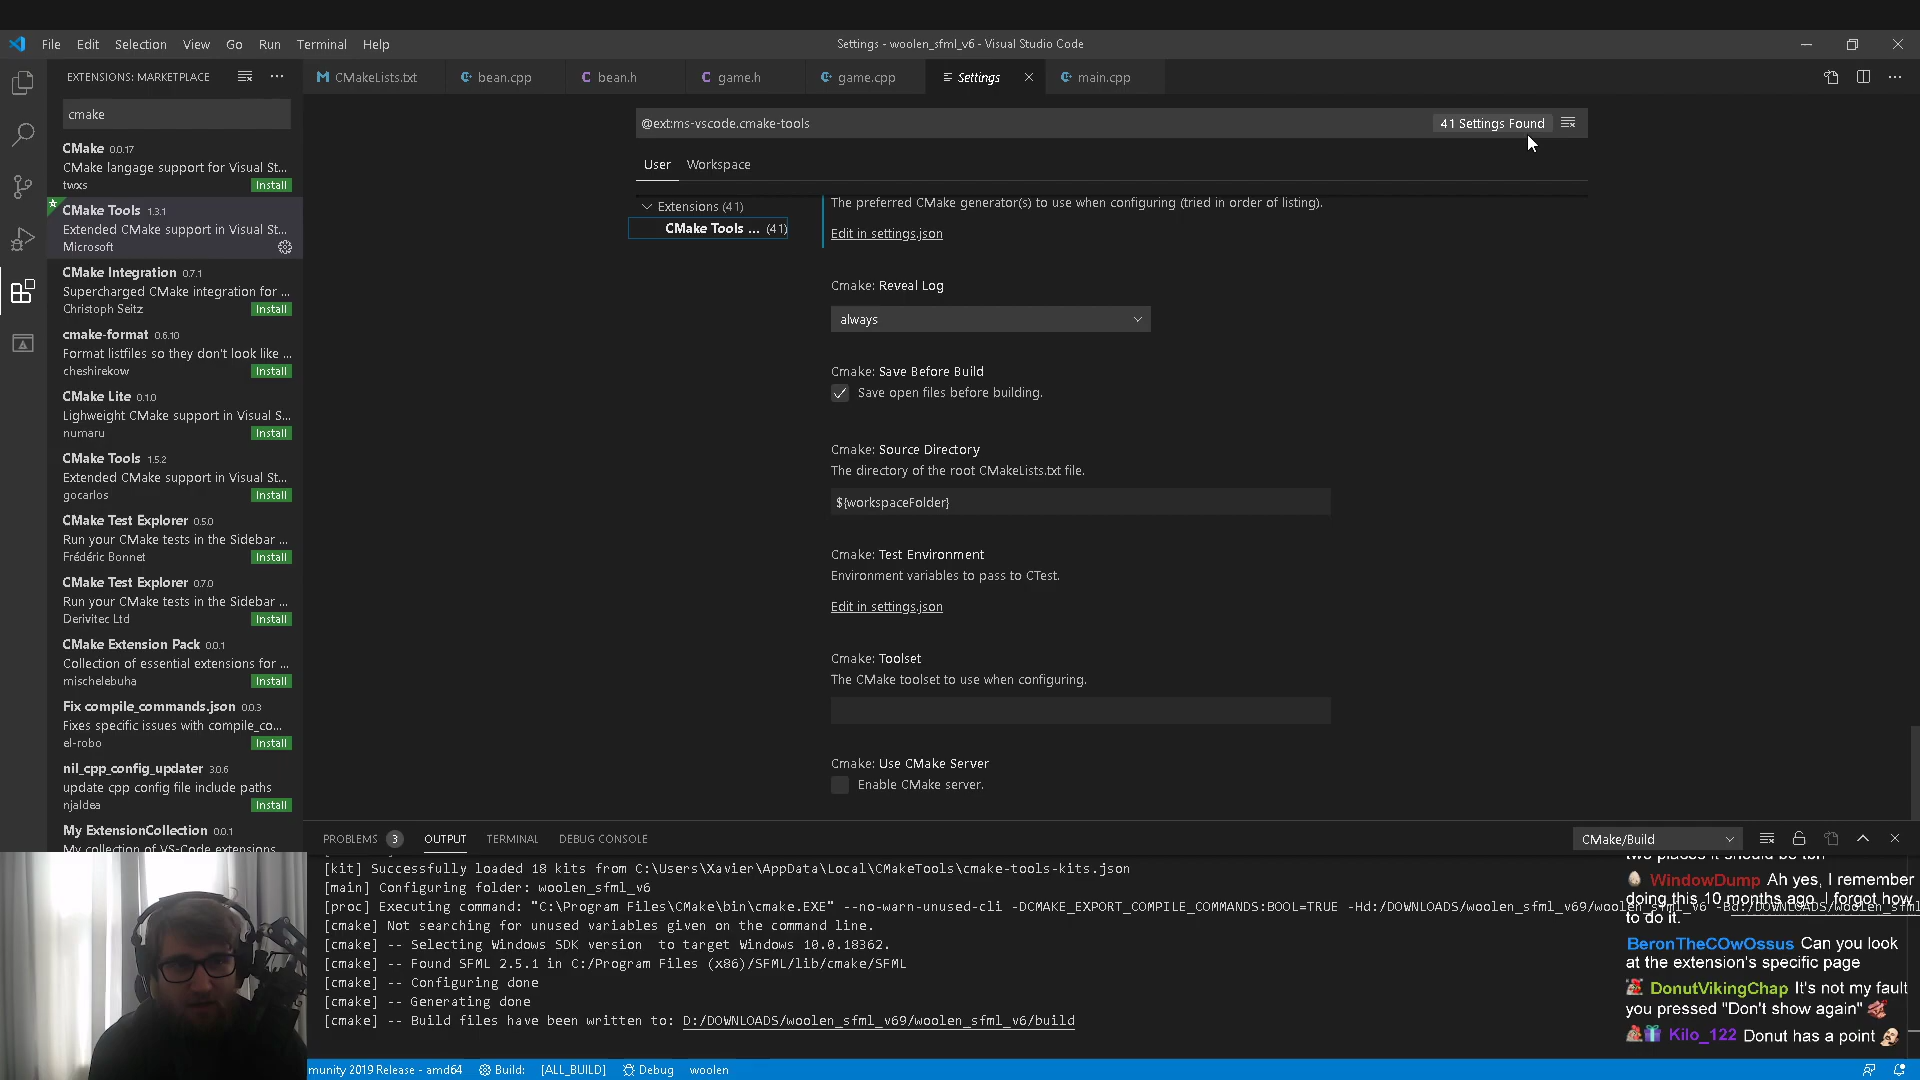 File Edit Selection View Go Run Terminal Help
Settings - woolen_sfml_v6 - Visual Studio Code
EXTENSIONS: MARKETPLACE
CMakeLists.txt bean.cpp bean.h game.h game.cpp Settings main.cpp
cmake
CMake 0.0.17
CMake langage support for Visual St...
twxs Install
CMake Tools 1.3.1
Extended CMake support in Visual St...
Microsoft
CMake Integration 0.7.1
Supercharged CMake integration for ...
Christoph Seitz Install
cmake-format 0.6.10
Format listfiles so they don't look like ...
cheshirekow Install
CMake Lite 0.1.0
Lighweight CMake support in Visual S...
numaru Install
CMake Tools 1.5.2
Extended CMake support in Visual St...
gocarlos Install
CMake Test Explorer 0.5.0
Run your CMake tests in the Sidebar ...
Frédéric Bonnet Install
CMake Test Explorer 0.7.0
Run your CMake tests in the Sidebar ...
Derivitec Ltd Install
CMake Extension Pack 0.0.1
Collection of essential extensions for ...
mischelebuha Install
Fix compile_commands.json 0.0.3
Fixes specific issues with compile_co...
el-robo Install
nil_cpp_config_updater 3.0.6
update cpp config file include paths
njaldea Install
My ExtensionCollection 0.0.1
My collection of VS-Code extensions
@ext:ms-vscode.cmake-tools
41 Settings Found
User Workspace
Extensions (41)
CMake Tools ... (41)
The preferred CMake generator(s) to use when configuring (tried in order of listing).
Edit in settings.json
Cmake: Reveal Log
always
Cmake: Save Before Build
Save open files before building.
Cmake: Source Directory
The directory of the root CMakeLists.txt file.
${workspaceFolder}
Cmake: Test Environment
Environment variables to pass to CTest.
Edit in settings.json
Cmake: Toolset
The CMake toolset to use when configuring.
Cmake: Use CMake Server
Enable CMake server.
PROBLEMS 3 OUTPUT TERMINAL DEBUG CONSOLE
CMake/Build
[kit] Successfully loaded 18 kits from C:\Users\Xavier\AppData\Local\CMakeTools\cmake-tools-kits.json
[main] Configuring folder: woolen_sfml_v6
[proc] Executing command: "C:\Program Files\CMake\bin\cmake.EXE" --no-warn-unused-cli -DCMAKE_EXPORT_COMPILE_COMMANDS:BOOL=TRUE -Hd:/DOWNLOADS/woolen_sfml_v69/woolen_sfml_v6 -Bd:/DOWNLOADS/woolen_sfml
[cmake] Not searching for unused variables given on the command line.
[cmake] -- Selecting Windows SDK version  to target Windows 10.0.18362.
[cmake] -- Found SFML 2.5.1 in C:/Program Files (x86)/SFML/lib/cmake/SFML
[cmake] -- Configuring done
[cmake] -- Generating done
[cmake] -- Build files have been written to: D:/DOWNLOADS/woolen_sfml_v69/woolen_sfml_v6/build
two places it should be tbh
WindowDump Ah yes, I remember
doing this 10 months ago. I forgot how
to do it.
BeronTheCOwOssus Can you look
at the extension's specific page
DonutVikingChap It's not my fault
you pressed "Don't show again"
Kilo_122 Donut has a point
munity 2019 Release - amd64 Build: [ALL_BUILD] Debug woolen